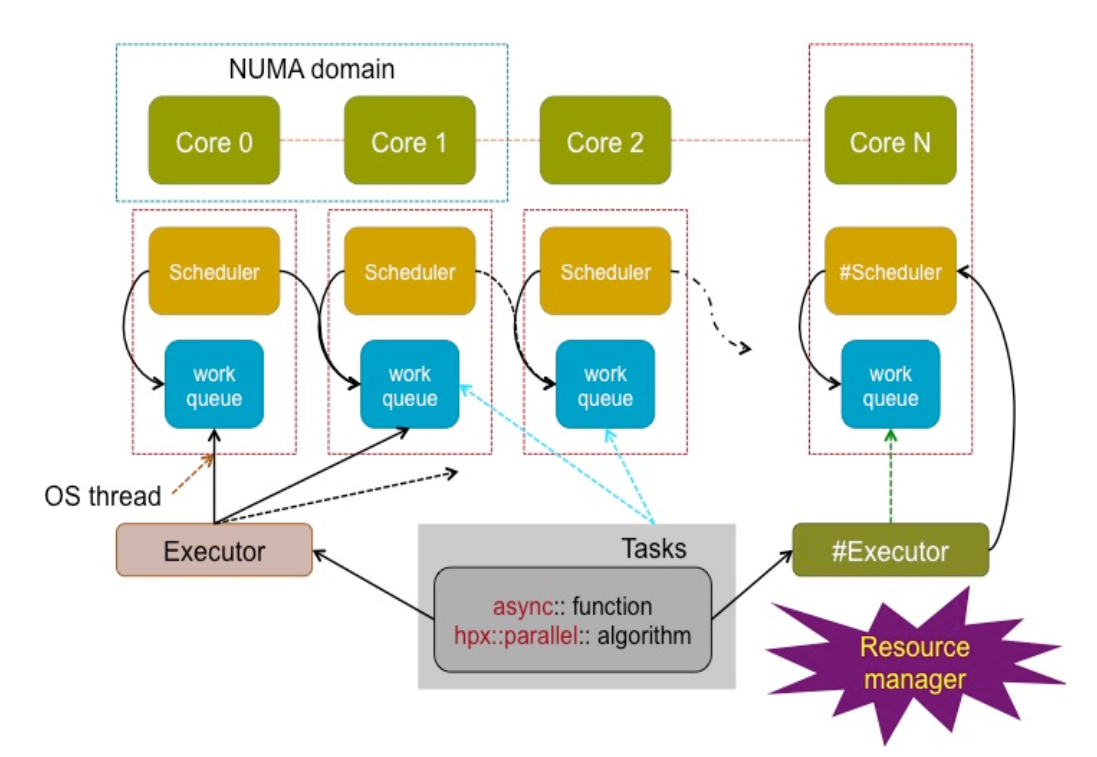 NUMA domain
Core 0
Core 1
Core 2
Core N
Scheduler
Scheduler
Scheduler
#Scheduler
work
queue
work
queue
work
queue
work
queue
OS thread
Executor
Tasks
#Executor
async:: function
hpx::parallel:: algorithm
Resource
manager